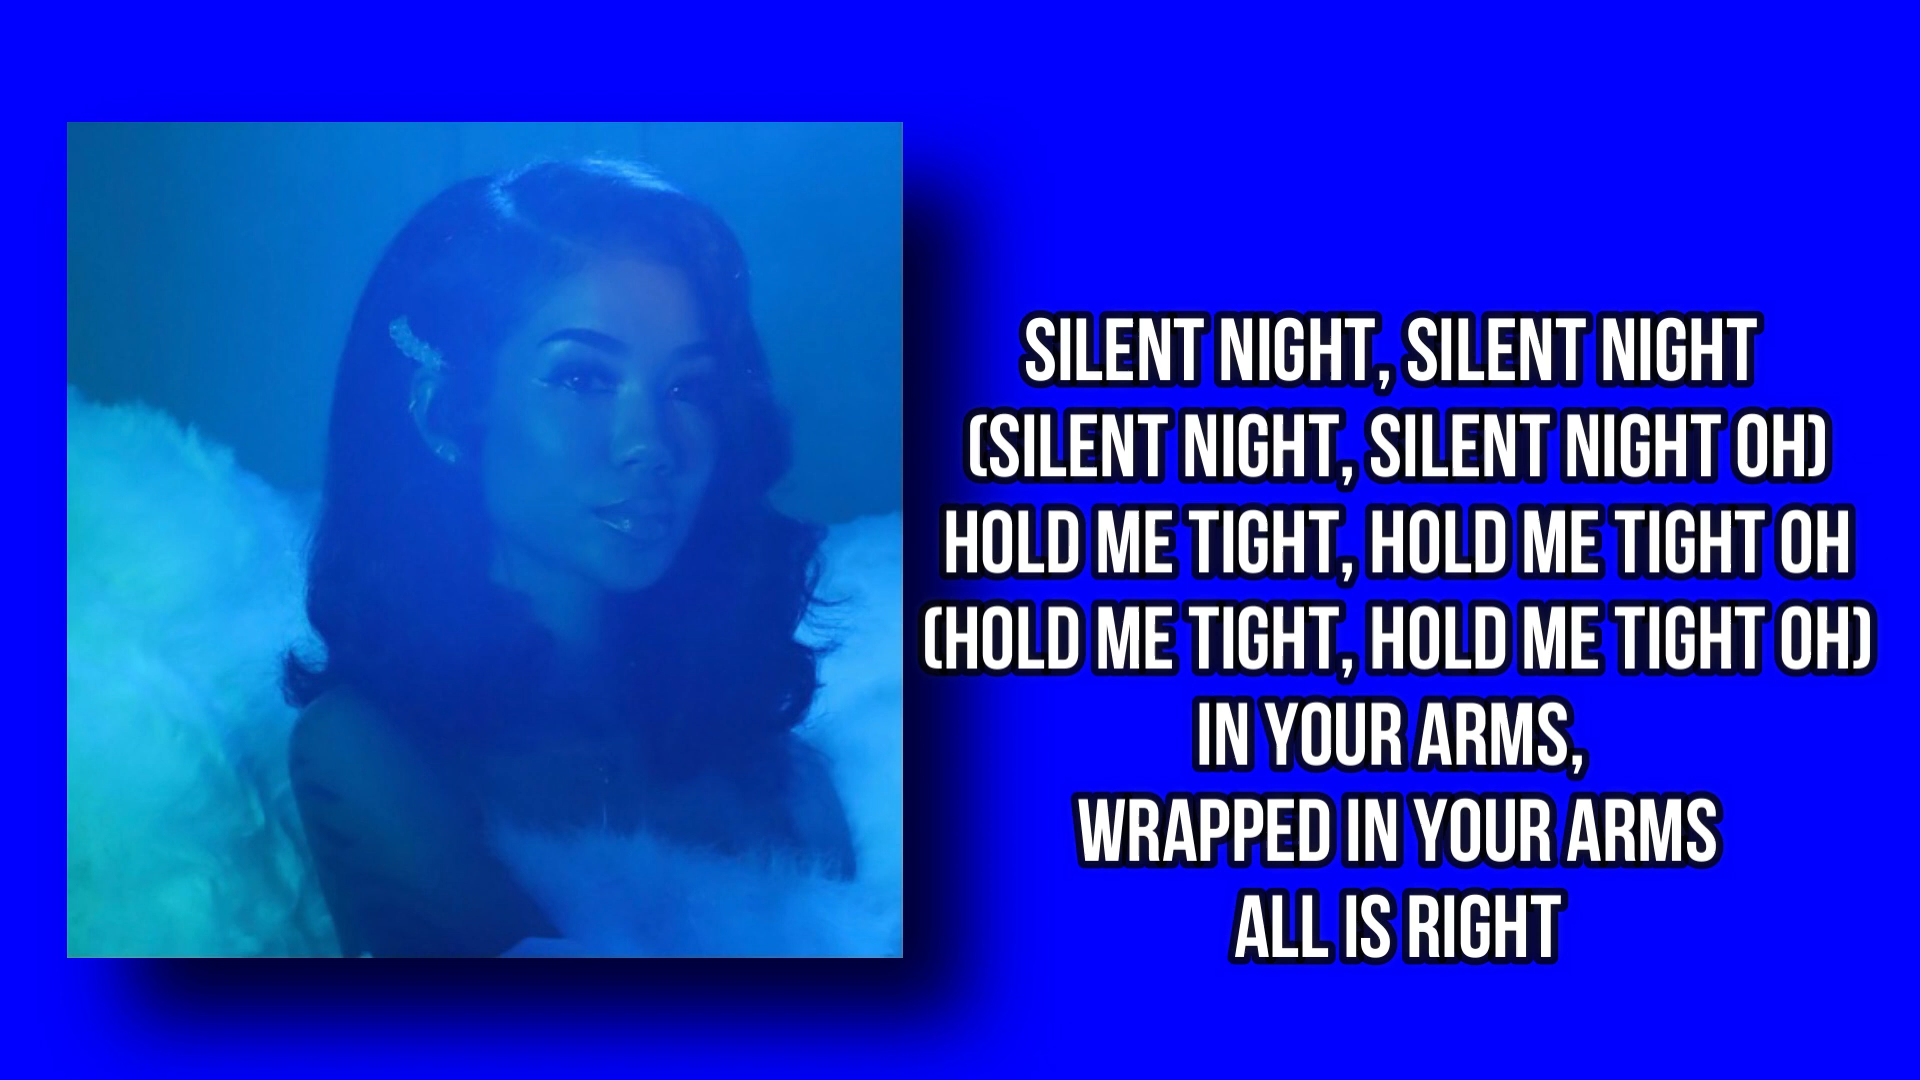 SILENT NIGHT, SILENT NIGHT
(SILENT NIGHT, SILENT NIGHT OH)
HOLD ME TIGHT, HOLD ME TIGHT OH
(HOLD ME TIGHT, HOLD ME TIGHT OH)
IN YOUR ARMS,
WRAPPED IN YOUR ARMS
ALL IS RIGHT